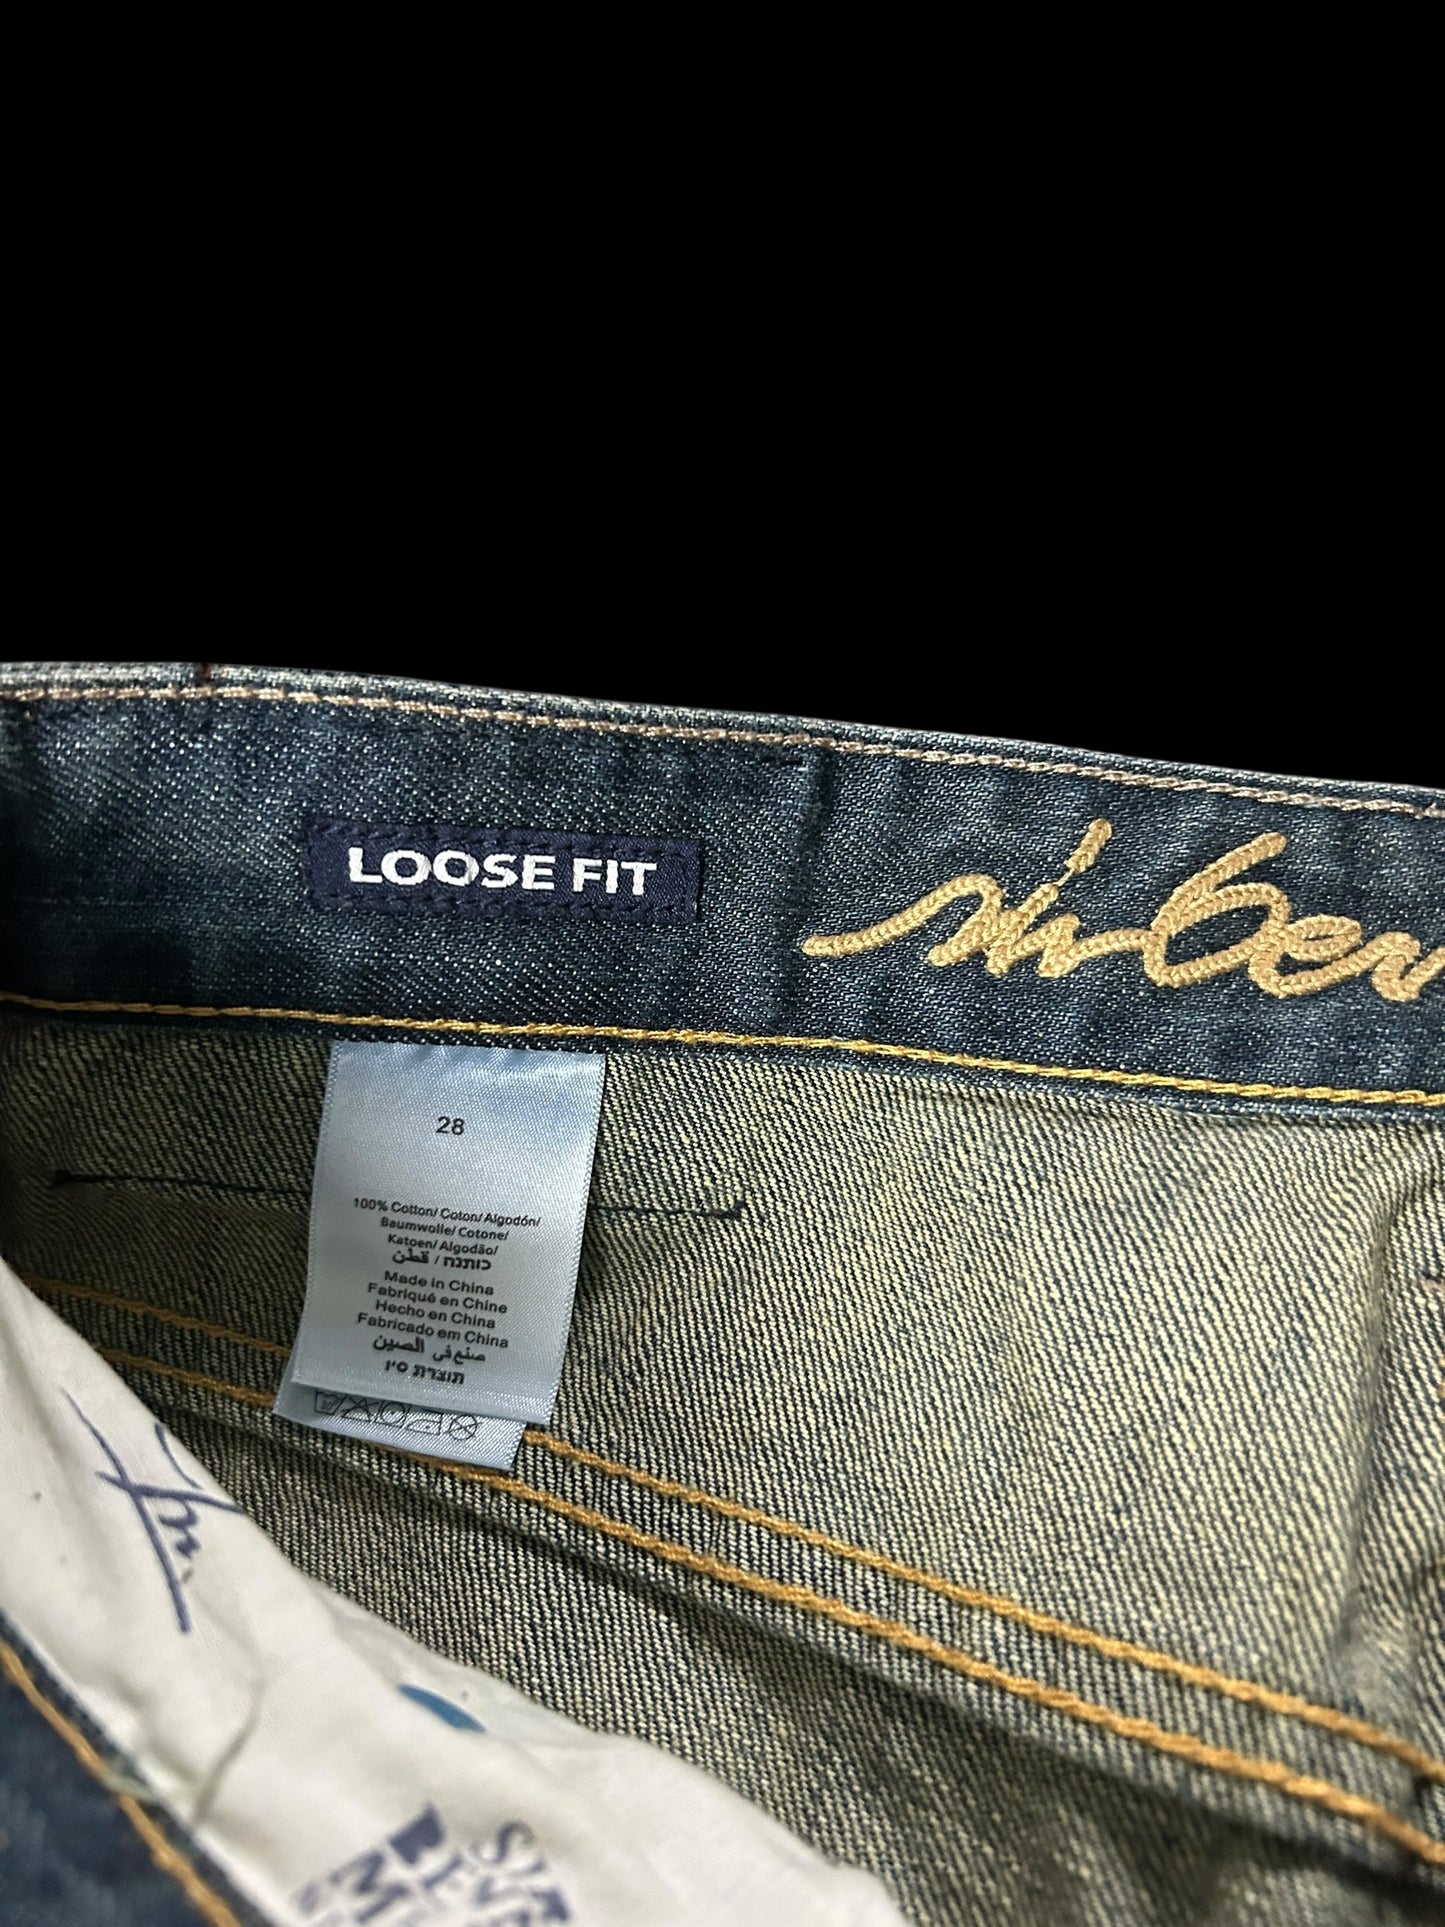 LOOSE FIT
28
100% Cotton/ Coton/ Algodón/
Baumwolle/ Cotone/
Katoen/ Algodão/
כותנה / قطن
Made in China
Fabriqué en Chine
Hecho en China
Fabricado em China
صنع في الصين
תוצרת סין